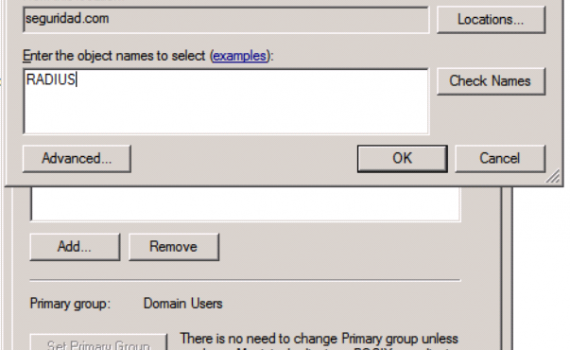 seguridad.com
Locations...
Enter the object names to select (examples):
RADIUS
Check Names
Advanced...
OK
Cancel
Add...
Remove
Primary group: Domain Users
Set Primary Group
There is no need to change Primary group unless